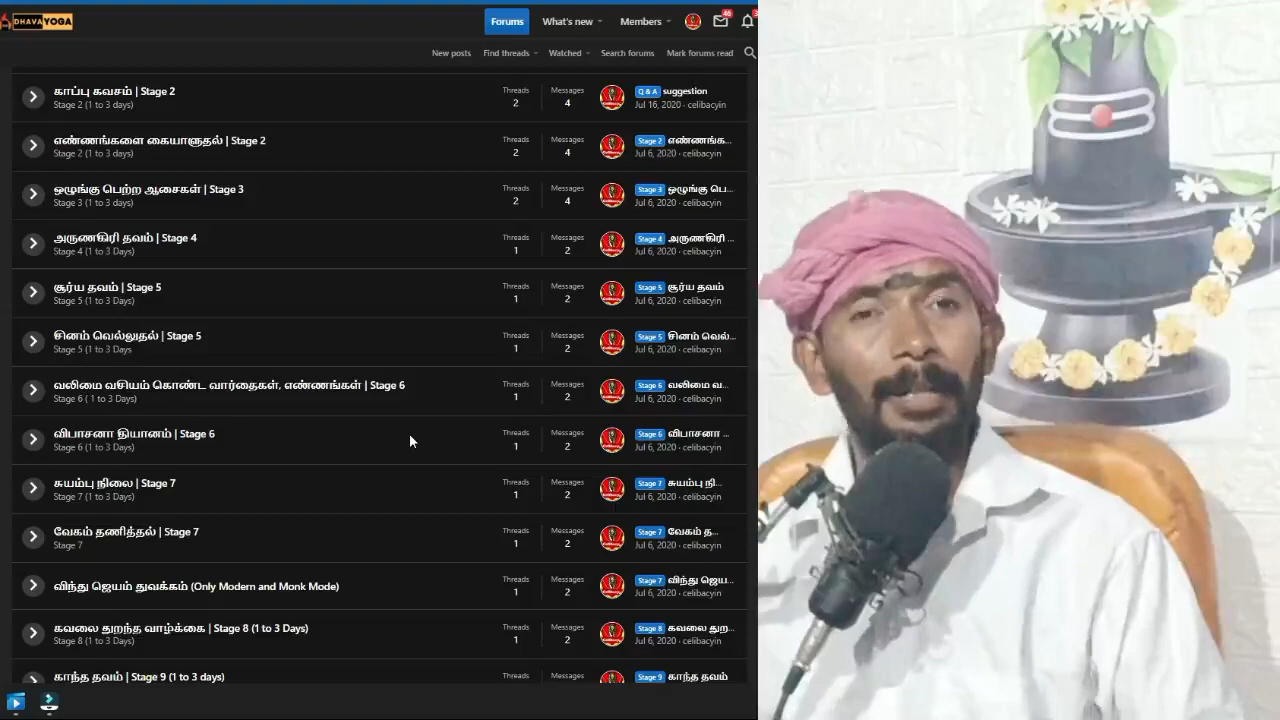 DHAVAYOGA
Forums
What's new
Members
46
New posts
Find threads
Watched
Search forums
Mark forums read
காப்பு கவசம் | Stage 2
Stage 2 (1 to 3 days)
Threads
2
Messages
4
Q & A suggestion
Jul 16, 2020 · celibacyin
எண்ணங்களை கையாளுதல் | Stage 2
Stage 2 (1 to 3 days)
Threads
2
Messages
4
Stage 2 எண்ணங்க...
Jul 6, 2020 · celibacyin
ஒழுங்கு பெற்ற ஆசைகள் | Stage 3
Stage 3 (1 to 3 days)
Threads
2
Messages
4
Stage 3 ஒழுங்கு பெ...
Jul 6, 2020 · celibacyin
அருணகிரி தவம் | Stage 4
Stage 4 (1 to 3 Days)
Threads
1
Messages
2
Stage 4 அருணகிரி ...
Jul 6, 2020 · celibacyin
சூர்ய தவம் | Stage 5
Stage 5 (1 to 3 Days)
Threads
1
Messages
2
Stage 5 சூர்ய தவம்
Jul 6, 2020 · celibacyin
சினம் வெல்லுதல் | Stage 5
Stage 5 (1 to 3 Days
Threads
1
Messages
2
Stage 5 சினம் வெல்...
Jul 6, 2020 · celibacyin
வலிமை வசியம் கொண்ட வார்தைகள், எண்ணங்கள் | Stage 6
Stage 6 ( 1 to 3 Days)
Threads
1
Messages
2
Stage 6 வலிமை வ...
Jul 6, 2020 · celibacyin
விபாசனா தியானம் | Stage 6
Stage 6 (1 to 3 Days)
Threads
1
Messages
2
Stage 6 விபாசனா ...
Jul 6, 2020 · celibacyin
சுயம்பு நிலை | Stage 7
Stage 7 (1 to 3 Days)
Threads
1
Messages
2
Stage 7 சுயம்பு நி...
Jul 6, 2020 · celibacyin
வேகம் தணித்தல் | Stage 7
Stage 7
Threads
1
Messages
2
Stage 7 வேகம் த...
Jul 6, 2020 · celibacyin
விந்து ஜெயம் துவக்கம் (Only Modern and Monk Mode)
Threads
1
Messages
2
Stage 7 விந்து ஜெய...
Jul 6, 2020 · celibacyin
கவலை துறந்த வாழ்க்கை | Stage 8 (1 to 3 Days)
Stage 8 (1 to 3 Days)
Threads
1
Messages
2
Stage 8 கவலை துற...
Jul 6, 2020 · celibacyin
காந்த தவம் | Stage 9 (1 to 3 days)
Threads
Messages
Stage 9 காந்த தவம்